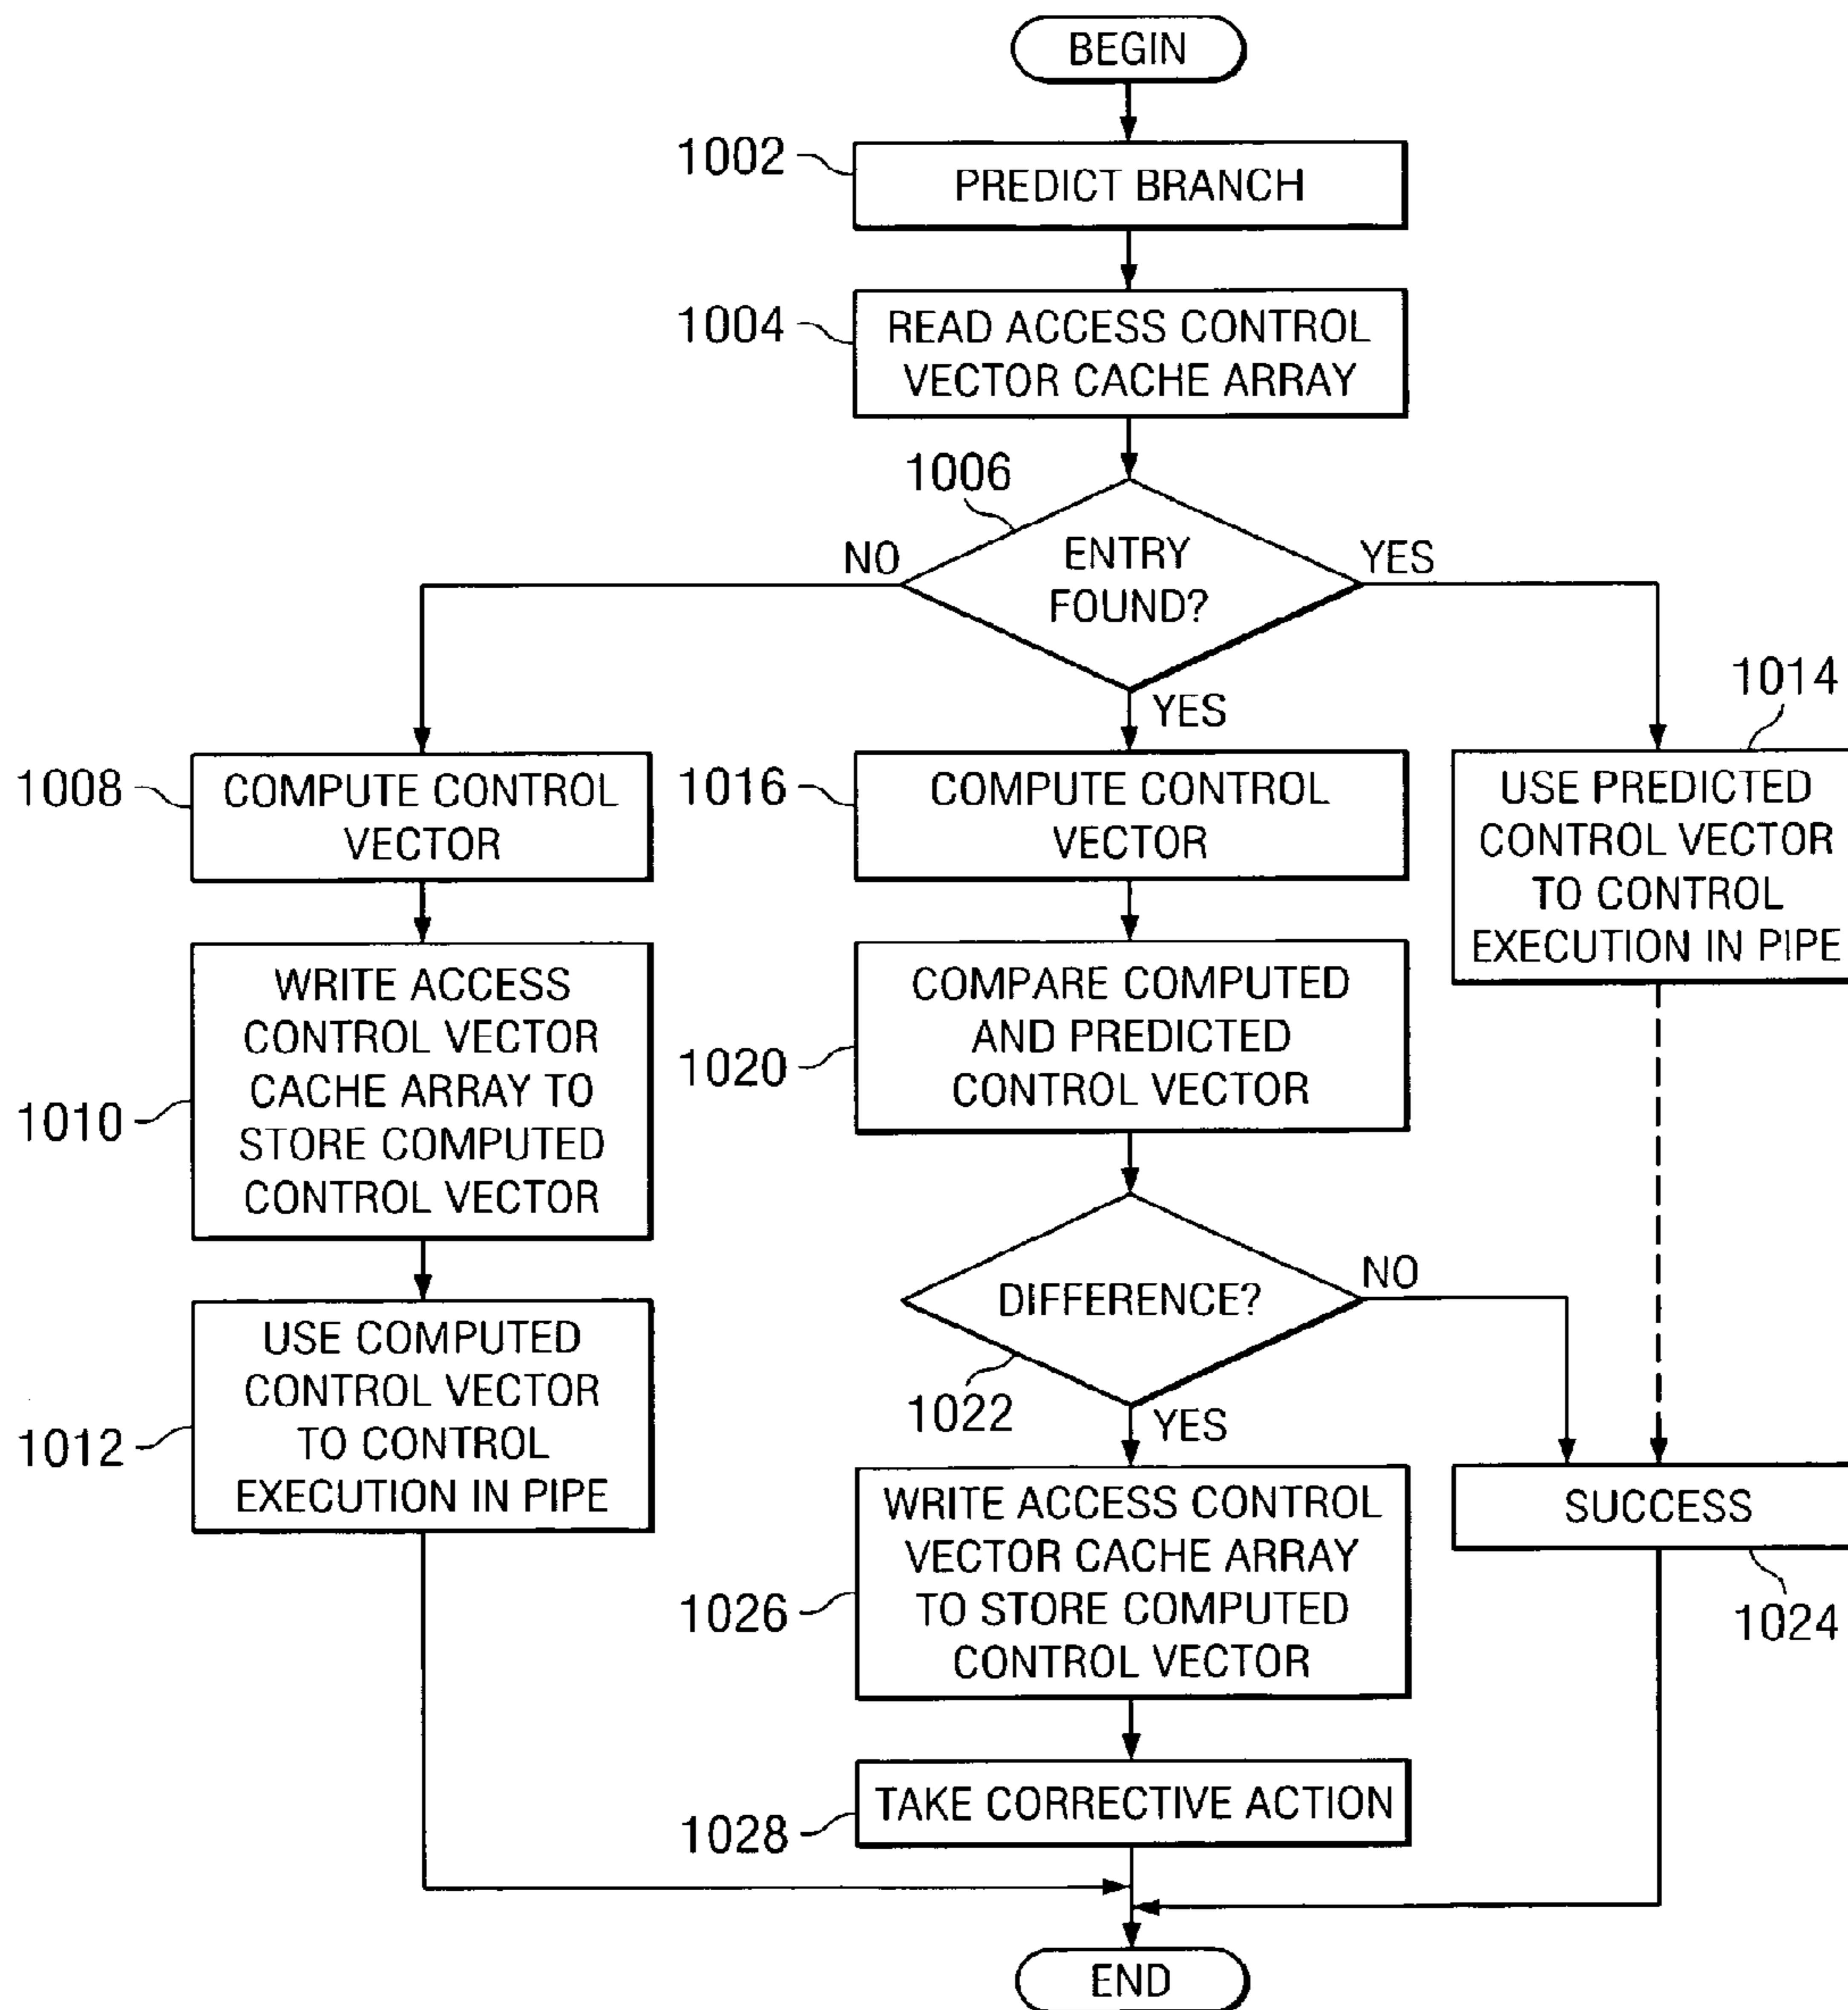 BEGIN
1002
PREDICT BRANCH
1004
READ ACCESS CONTROL
VECTOR CACHE ARRAY
1006
NO
ENTRY
FOUND?
YES
YES
1008
COMPUTE CONTROL
VECTOR
1016
COMPUTE CONTROL
VECTOR
1014
USE PREDICTED
CONTROL VECTOR
TO CONTROL
EXECUTION IN PIPE
1010
WRITE ACCESS
CONTROL VECTOR
CACHE ARRAY TO
STORE COMPUTED
CONTROL VECTOR
1020
COMPARE COMPUTED
AND PREDICTED
CONTROL VECTOR
1012
USE COMPUTED
CONTROL VECTOR
TO CONTROL
EXECUTION IN PIPE
DIFFERENCE?
NO
1022
YES
1026
WRITE ACCESS CONTROL
VECTOR CACHE ARRAY
TO STORE COMPUTED
CONTROL VECTOR
SUCCESS
1024
1028
TAKE CORRECTIVE ACTION
END